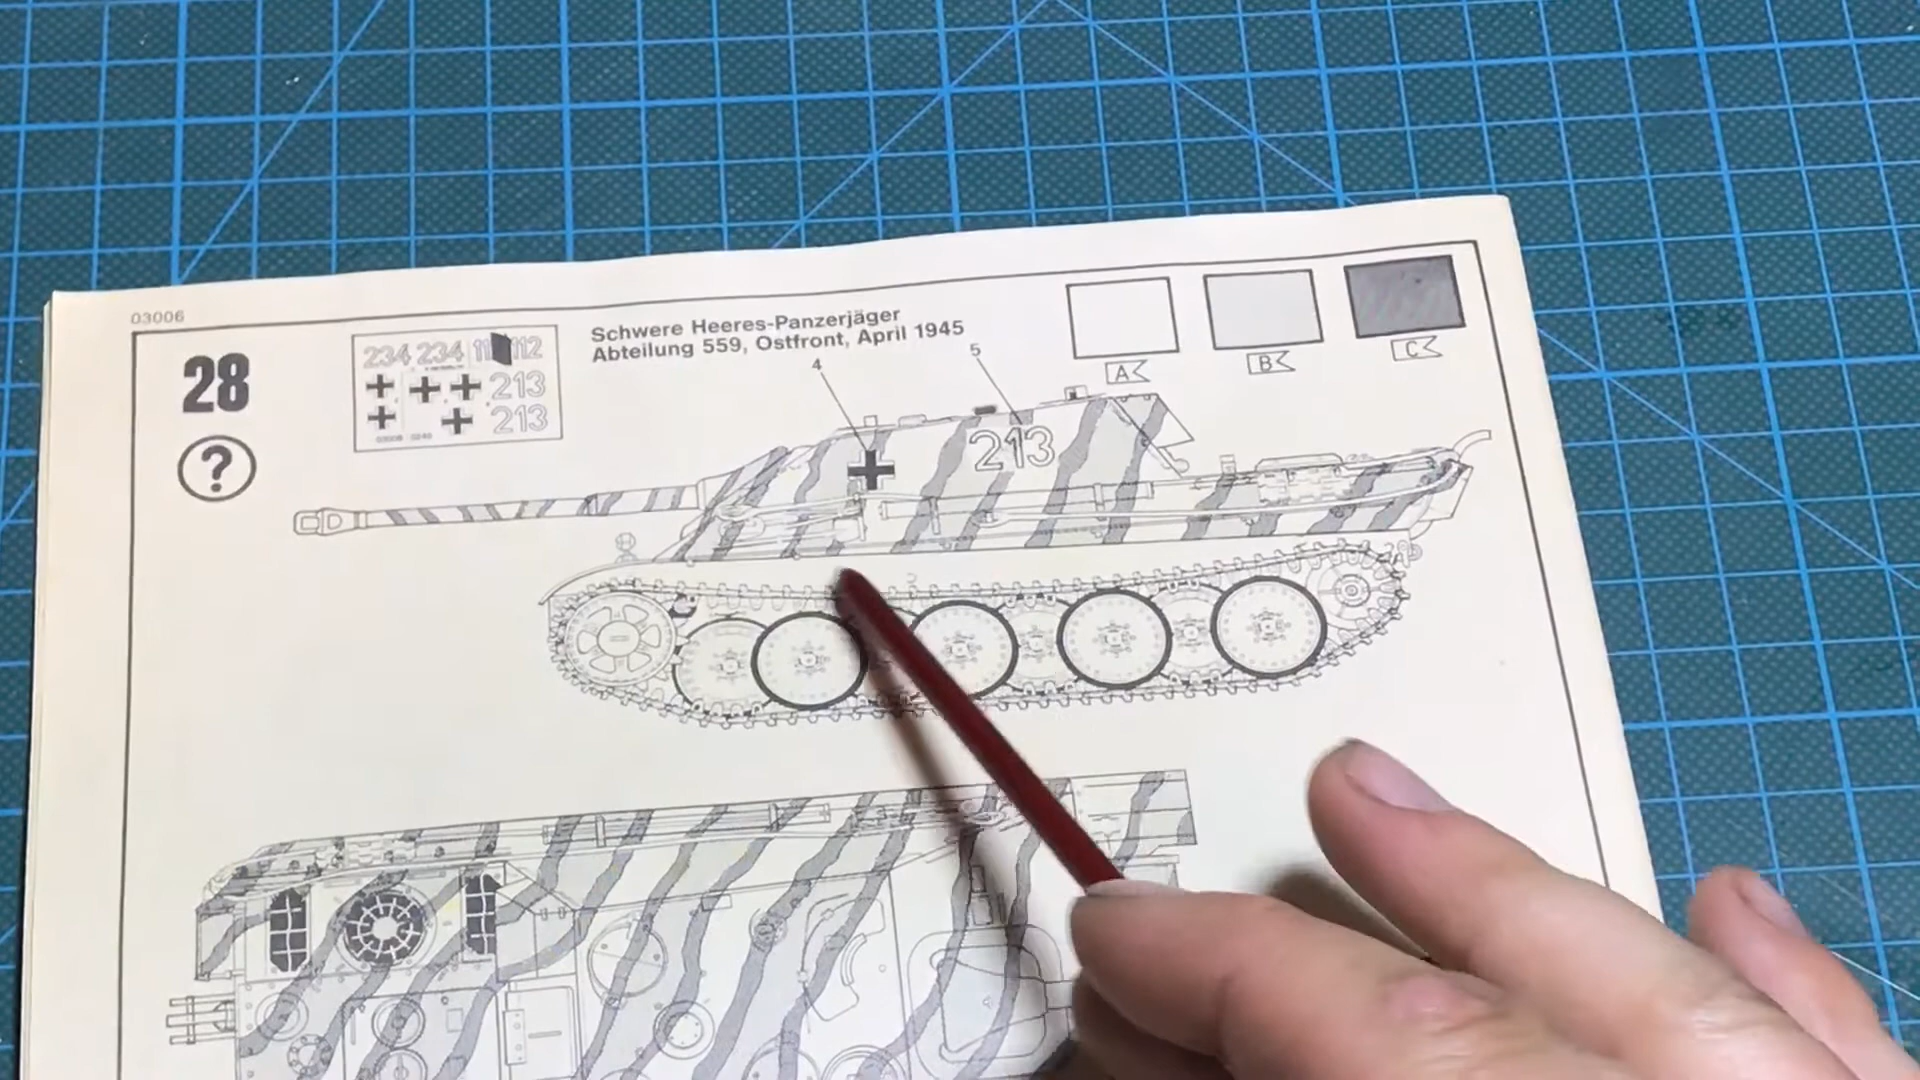 03006
28
?
234 234 112
213
213
Schwere Heeres-Panzerjäger
Abteilung 559, Ostfront, April 1945
4
5
A
B
C
213